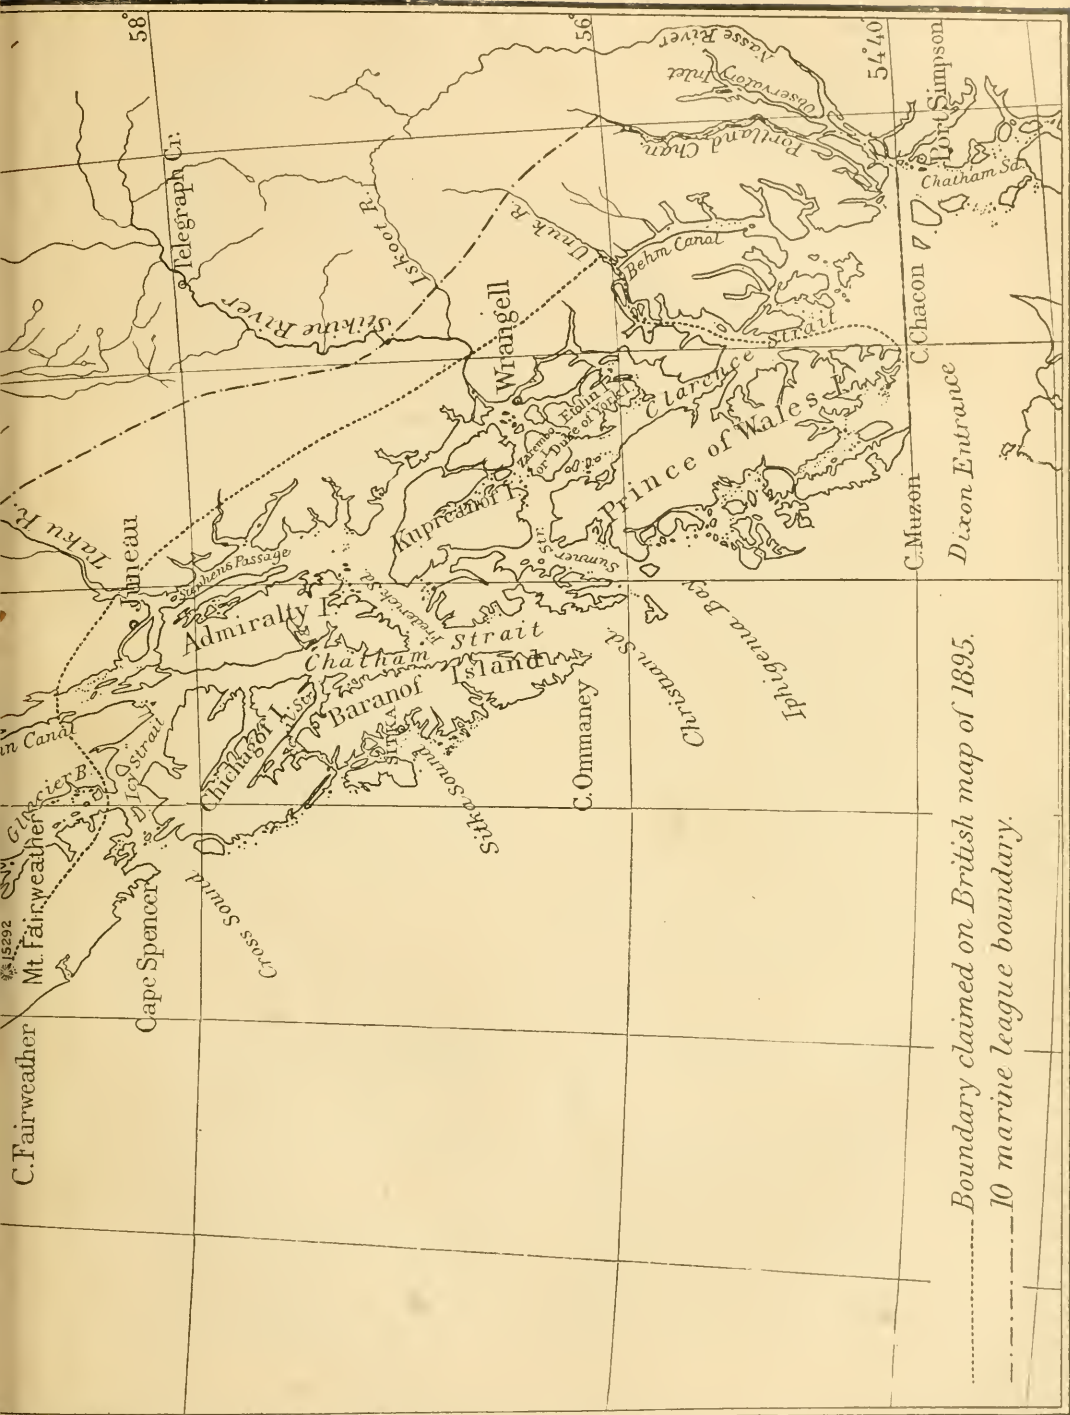 58°
56°
54°40'
Nasse River
Observatory Inlet
Portland Chan.
Port Simpson
Chatham Sd.
Telegraph Cr.
Iskoot R.
Unuk R.
Behm Canal
Stikine River
Wrangell
C. Chacon
Clarence Strait
Etolin I.
(or Duke of York I.)
Zarembo
Prince of Wales I.
Kupreanof I.
Taku R.
Juneau
Stephens Passage
Sumner Str.
C. Muzon
Dixon Entrance
Admiralty I.
Frederick Sd.
Chatham Strait
Baranof Island
SITKA
Christian Sd.
Iphigenia Bay
nn Canal
Icy Strait
Chichagof I.
Sitka Sound
C. Ommaney
Glacier B.
15292
Mt. Fairweather
Cape Spencer
Cross Sound
C. Fairweather
Boundary claimed on British map of 1895.
10 marine league boundary.